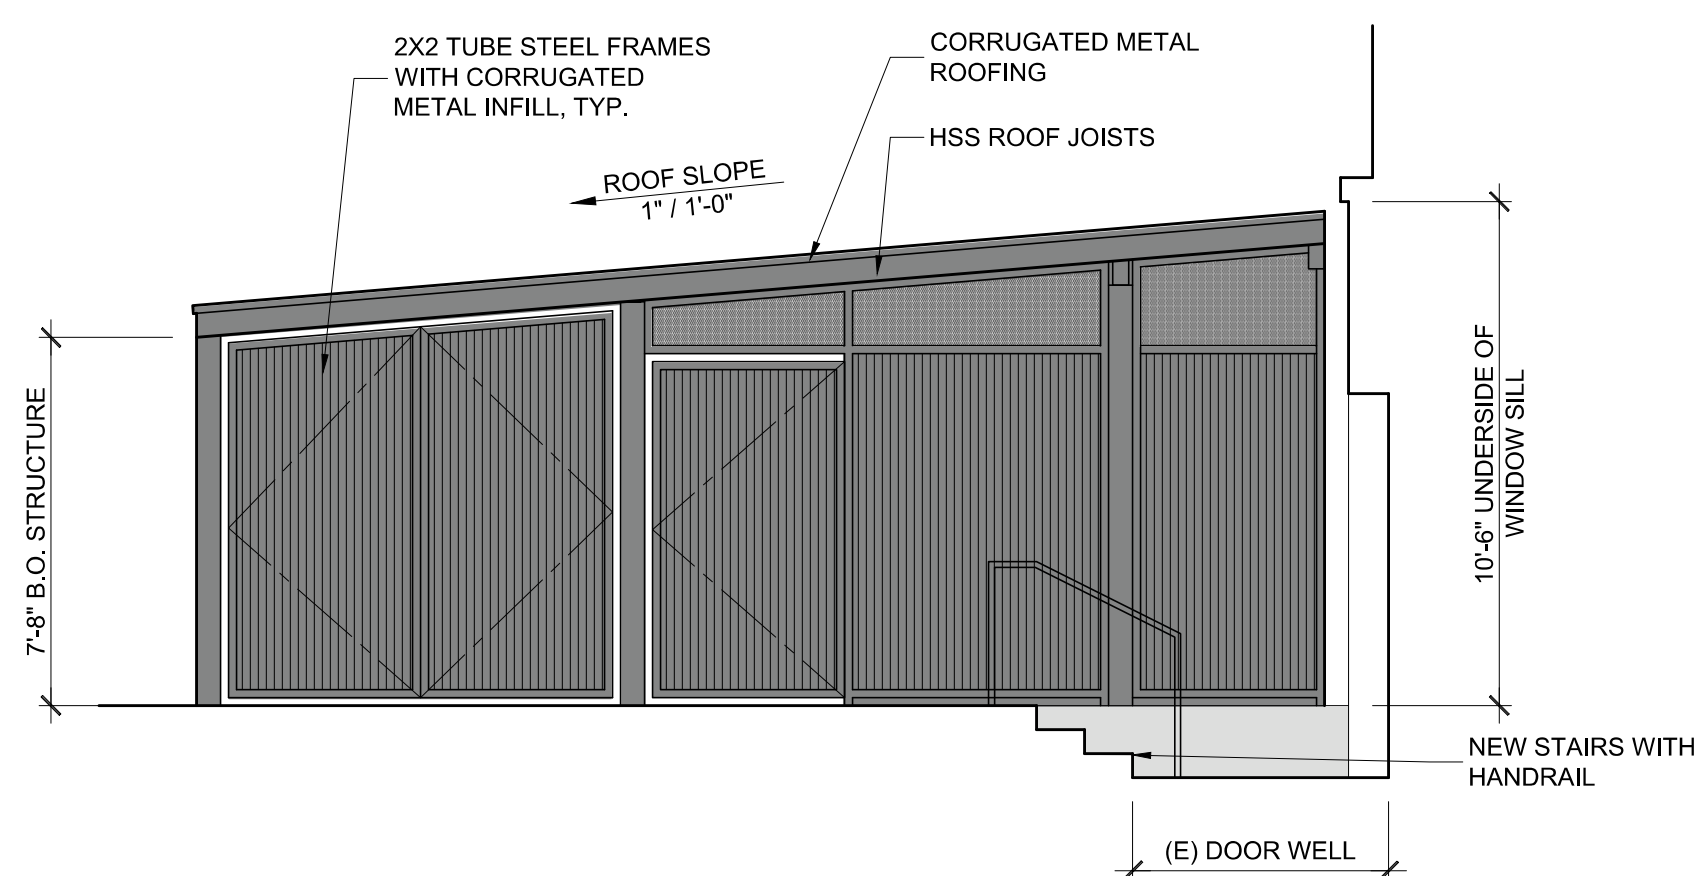 2X2 TUBE STEEL FRAMES
WITH CORRUGATED
METAL INFILL, TYP.
CORRUGATED METAL
ROOFING
HSS ROOF JOISTS
ROOF SLOPE
1" / 1'-0"
7'-8" B.O. STRUCTURE
10'-6" UNDERSIDE OF
WINDOW SILL
NEW STAIRS WITH
HANDRAIL
(E) DOOR WELL